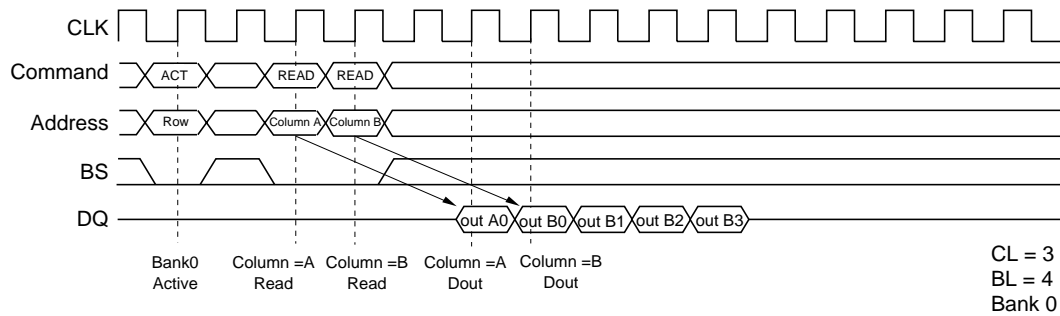 CLK
Command ACT READ READ
Address Row Column A Column B
BS
DQ out A0 out B0 out B1 out B2 out B3
Bank0 Column =A Column =B Column =A Column =B
Active Read Read Dout Dout
CL = 3
BL = 4
Bank 0